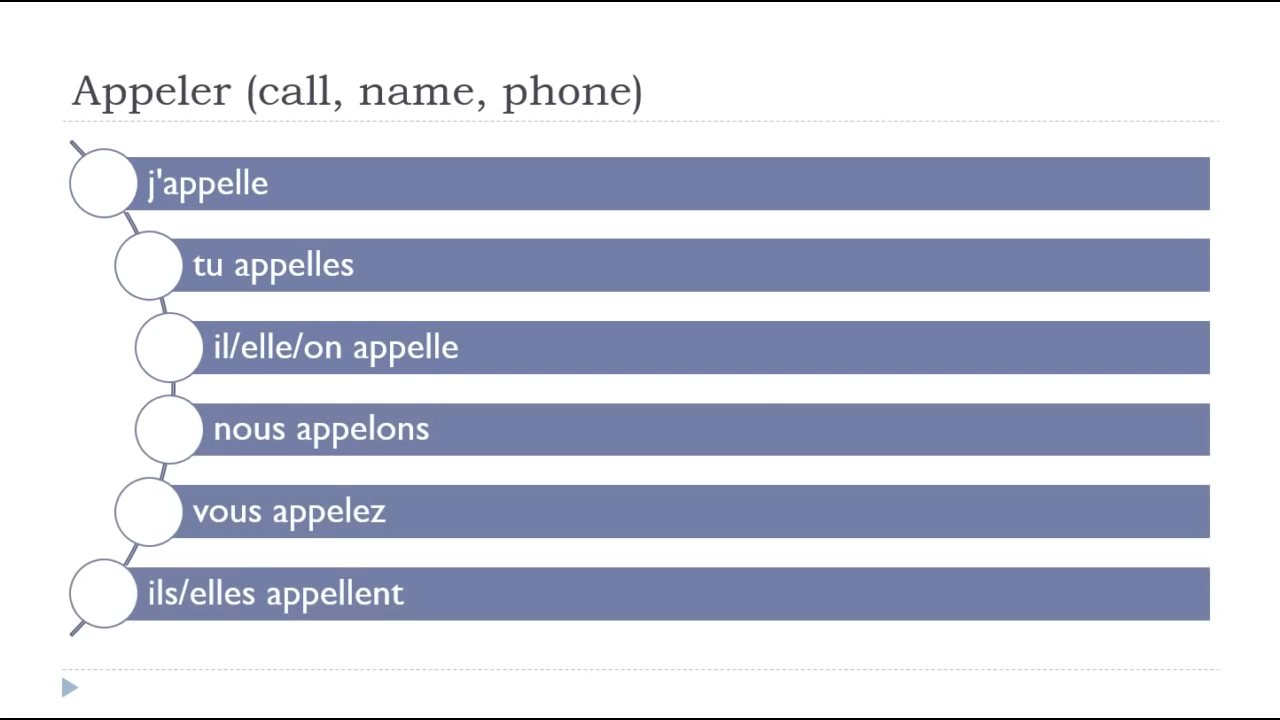 Appeler (call, name, phone)
j'appelle
tu appelles
il/elle/on appelle
nous appelons
vous appelez
ils/elles appellent